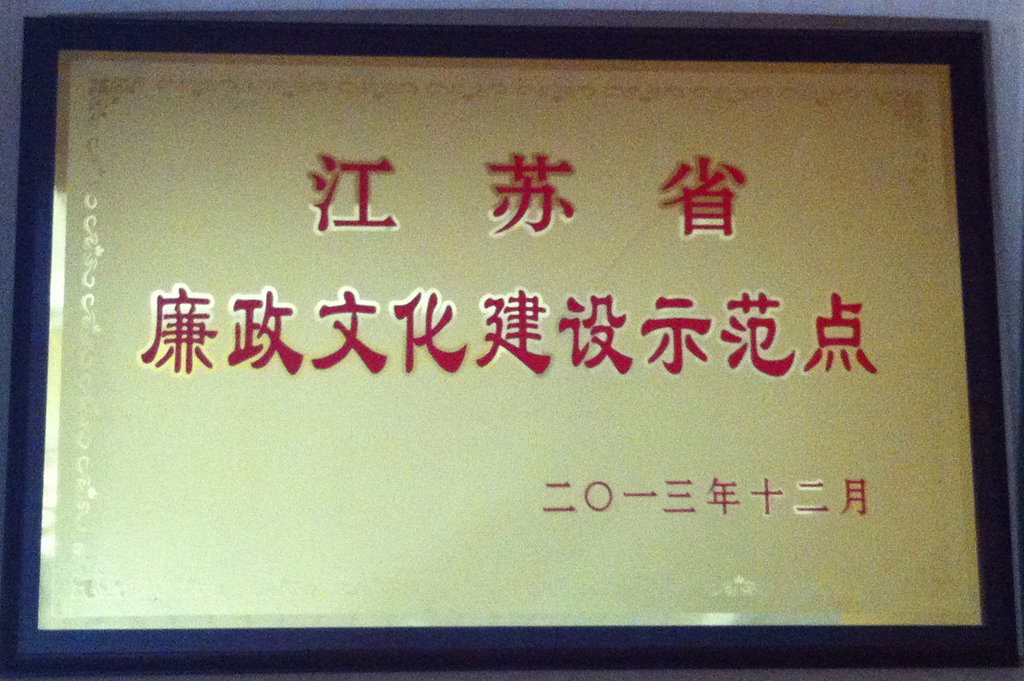 江苏省
廉政文化建设示范点
二〇一三年十二月